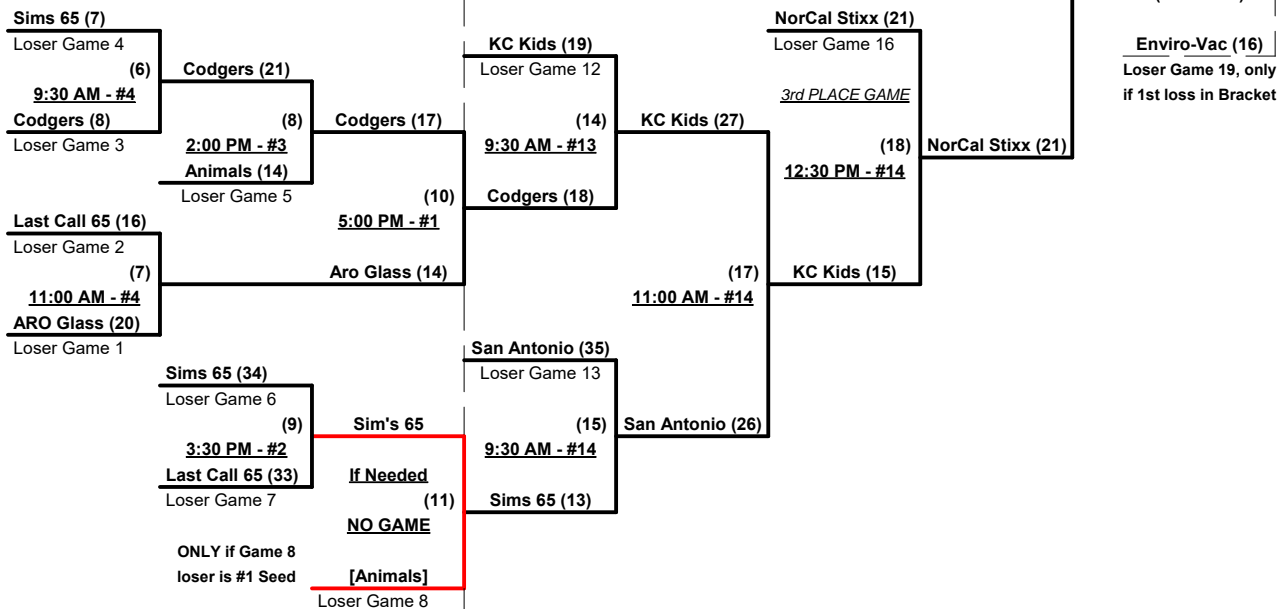 Sims 65 (7)
Loser Game 4
(6)
9:30 AM - #4
Codgers (8)
Loser Game 3
Codgers (21)
(8)
2:00 PM - #3
Animals (14)
Loser Game 5
Codgers (17)
(10)
5:00 PM - #1
Last Call 65 (16)
Loser Game 2
(7)
11:00 AM - #4
ARO Glass (20)
Loser Game 1
Aro Glass (14)
Sims 65 (34)
Loser Game 6
(9)
3:30 PM - #2
Last Call 65 (33)
Loser Game 7
Sim's 65
If Needed
(11)
NO GAME
ONLY if Game 8
loser is #1 Seed
[Animals]
Loser Game 8
KC Kids (19)
Loser Game 12
(14)
9:30 AM - #13
Codgers (18)
KC Kids (27)
San Antonio (35)
Loser Game 13
(15)
9:30 AM - #14
Sims 65 (13)
San Antonio (26)
(17)
11:00 AM - #14
NorCal Stixx (21)
Loser Game 16
3rd PLACE GAME
(18)
12:30 PM - #14
KC Kids (15)
NorCal Stixx (21)
Enviro-Vac (16)
Loser Game 19, only
if 1st loss in Bracket